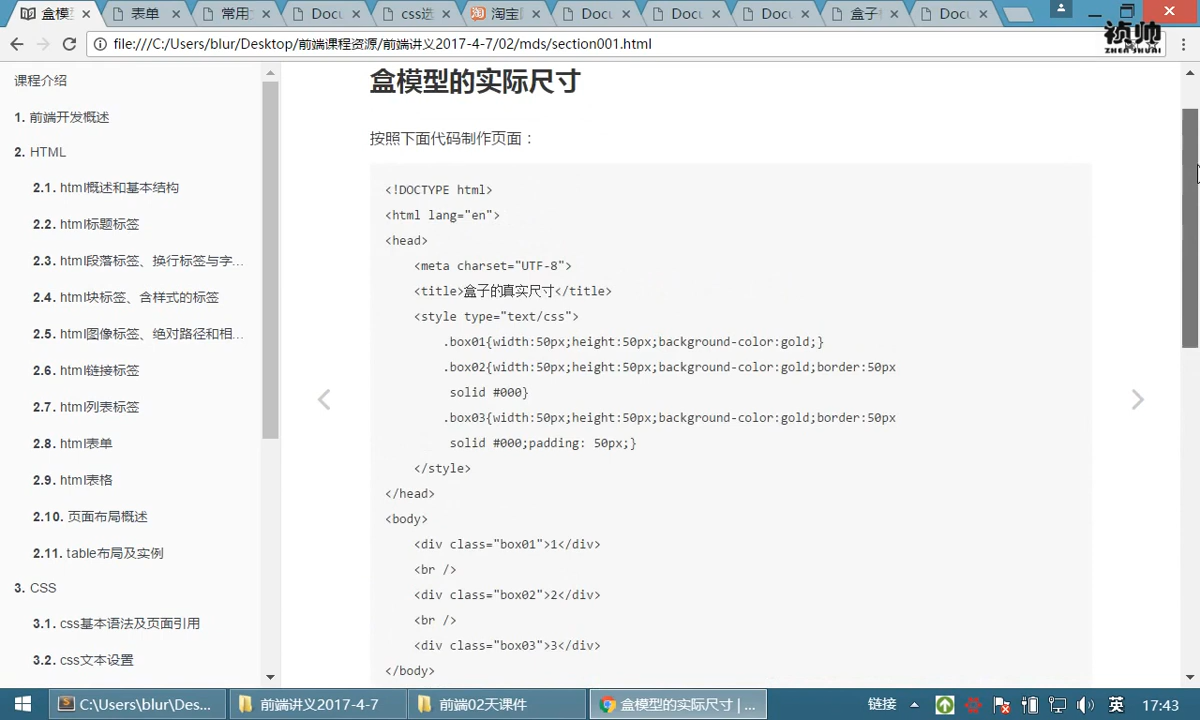 盒模
表单
常用
Docu
css选
淘宝
Docu
Docu
Docu
盒子
Docu
file:///C:/Users/blur/Desktop/前端课程资源/前端讲义2017-4-7/02/mds/section001.html
祯帅
ZHEN SHUAI
课程介绍
1. 前端开发概述
2. HTML
2.1. html概述和基本结构
2.2. html标题标签
2.3. html段落标签、换行标签与字...
2.4. html块标签、含样式的标签
2.5. html图像标签、绝对路径和相...
2.6. html链接标签
2.7. html列表标签
2.8. html表单
2.9. html表格
2.10. 页面布局概述
2.11. table布局及实例
3. CSS
3.1. css基本语法及页面引用
3.2. css文本设置
盒模型的实际尺寸
按照下面代码制作页面：
<!DOCTYPE html>
<html lang="en">
<head>
<meta charset="UTF-8">
<title>盒子的真实尺寸</title>
<style type="text/css">
.box01{width:50px;height:50px;background-color:gold;}
.box02{width:50px;height:50px;background-color:gold;border:50px
solid #000}
.box03{width:50px;height:50px;background-color:gold;border:50px
solid #000;padding: 50px;}
</style>
</head>
<body>
<div class="box01">1</div>
<br />
<div class="box02">2</div>
<br />
<div class="box03">3</div>
</body>
C:\Users\blur\Des...
前端讲义2017-4-7
前端02天课件
盒模型的实际尺寸 | ...
链接
英
17:43